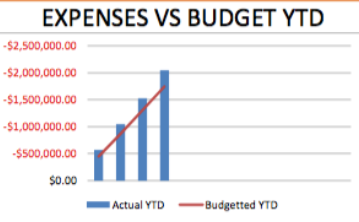 EXPENSES VS BUDGET YTD
-$2,500,000.00
-$2,000,000.00
-$1,500,000.00
-$1,000,000.00
-$500,000.00
$0.00
Actual YTD
Budgetted YTD